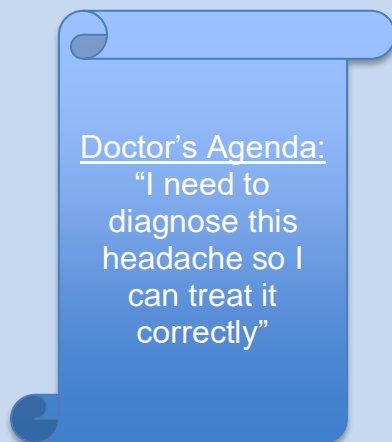 Doctor’s Agenda:
“I need to
diagnose this
headache so I
can treat it
correctly”